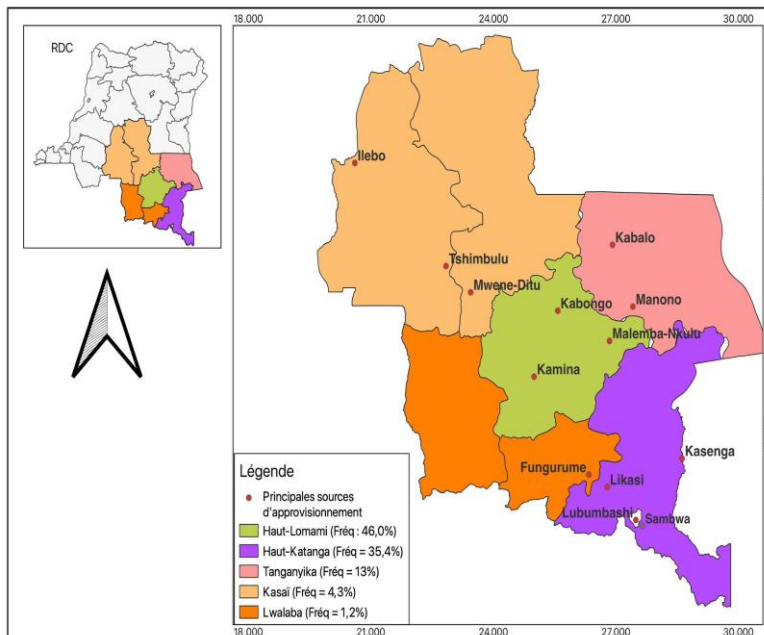 18.000 21.000 24.000 27.000 30.000
RDC
Ilebo
Kabalo
Tshimbulu
Mwene-Ditu
Kabongo
Manono
Malemba-Nkulu
Kamina
Kasenga
Fungurume
Likasi
Lubumbashi
Sambwa
Légende
Principales sources
d'approvisionnement
Haut-Lomami (Fréq : 46,0%)
Haut-Katanga (Fréq = 35,4%)
Tanganyika (Fréq = 13%)
Kasaï (Fréq = 4,3%)
Lwalaba (Fréq = 1,2%)
18.000 21.000 24.000 27.000 30.000